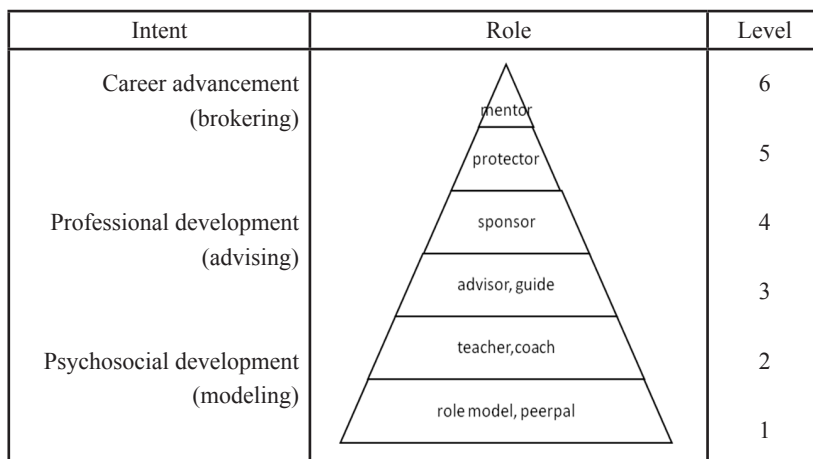 Intent Role Level
Career advancement 6
(brokering)
mentor
protector 5
Professional development sponsor 4
(advising)
advisor, guide 3
teacher,coach
Psychosocial development 2
(modeling)
role model, peerpal 1